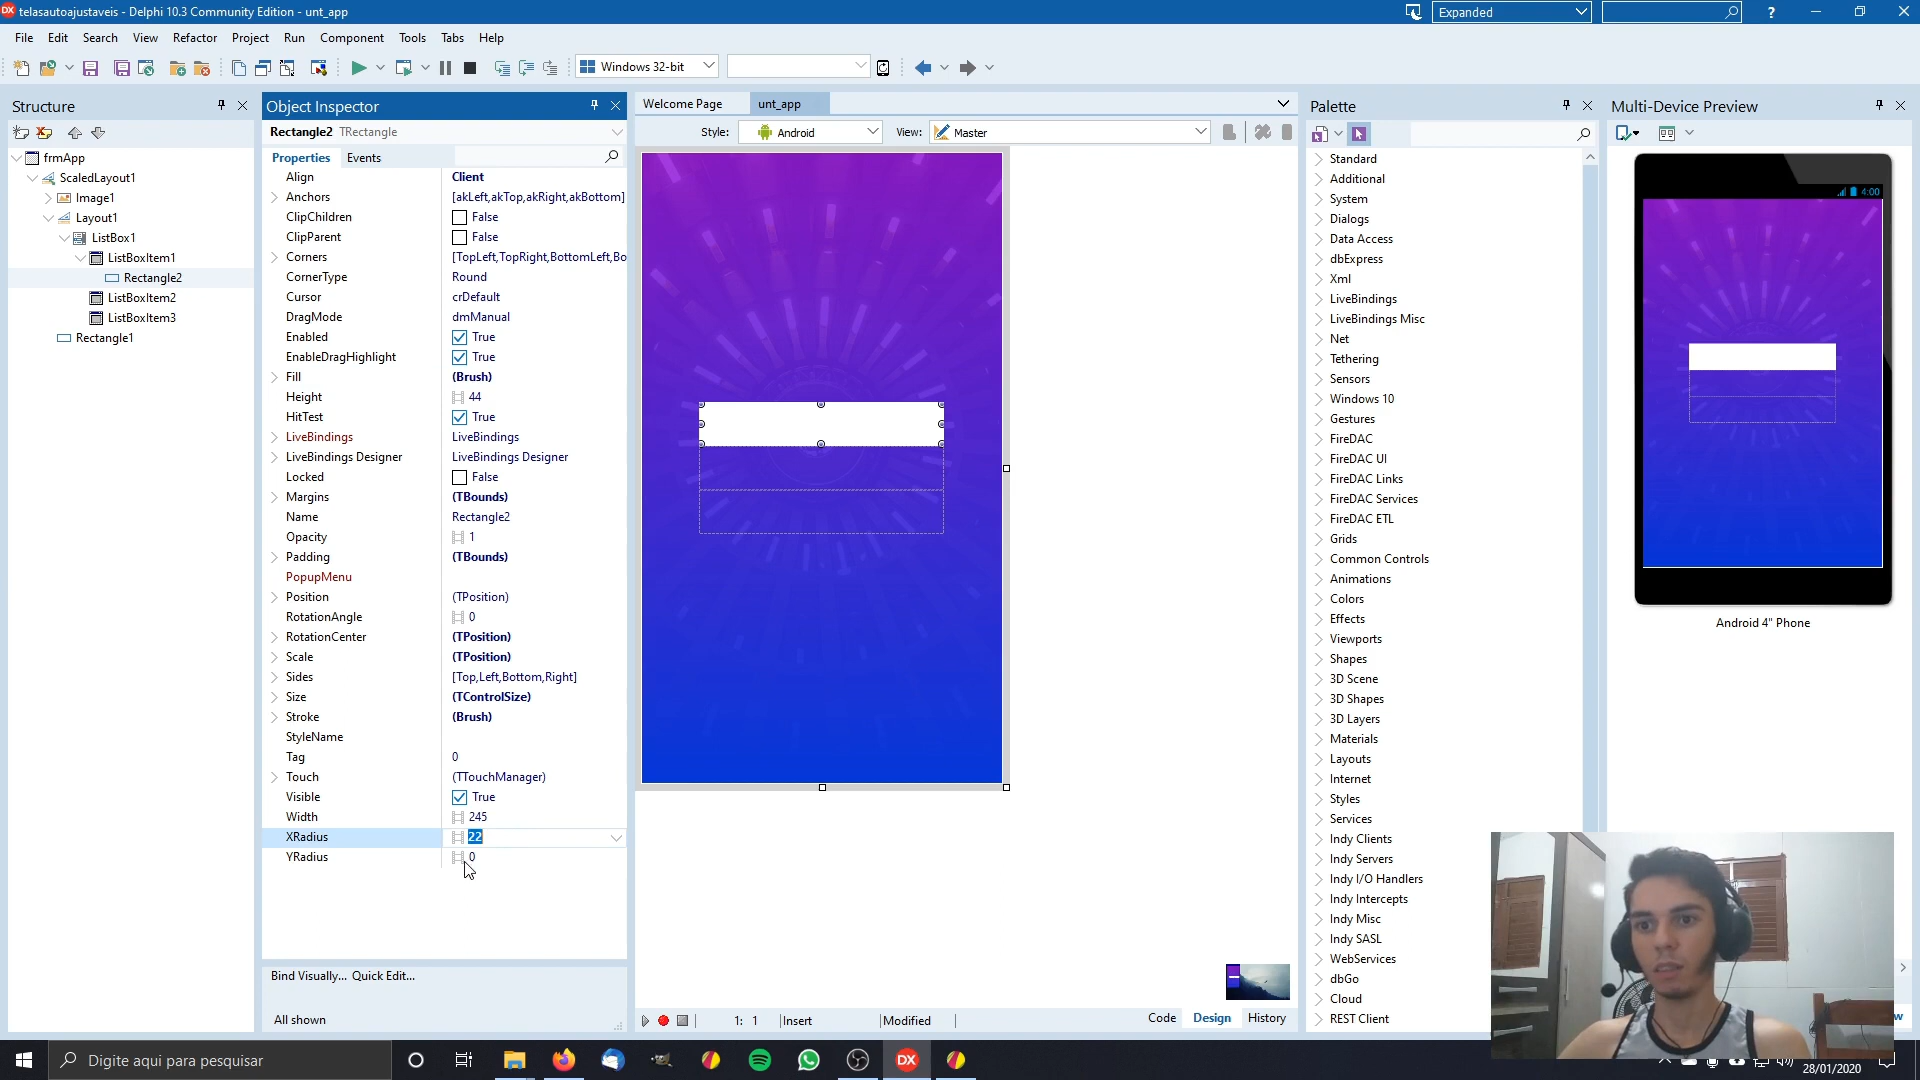 DX telasautoajustaveis - Delphi 10.3 Community Edition - unt_app
Expanded
?
File Edit Search View Refactor Project Run Component Tools Tabs Help
Windows 32-bit
Structure
frmApp
ScaledLayout1
Image1
Layout1
ListBox1
ListBoxItem1
Rectangle2
ListBoxItem2
ListBoxItem3
Rectangle1
Object Inspector
Rectangle2 TRectangle
Properties Events
Align Client
Anchors [akLeft,akTop,akRight,akBottom]
ClipChildren False
ClipParent False
Corners [TopLeft,TopRight,BottomLeft,Bo
CornerType Round
Cursor crDefault
DragMode dmManual
Enabled True
EnableDragHighlight True
Fill (Brush)
Height 44
HitTest True
LiveBindings LiveBindings
LiveBindings Designer LiveBindings Designer
Locked False
Margins (TBounds)
Name Rectangle2
Opacity 1
Padding (TBounds)
PopupMenu
Position (TPosition)
RotationAngle 0
RotationCenter (TPosition)
Scale (TPosition)
Sides [Top,Left,Bottom,Right]
Size (TControlSize)
Stroke (Brush)
StyleName
Tag 0
Touch (TTouchManager)
Visible True
Width 245
XRadius 22
YRadius 0
Bind Visually... Quick Edit...
All shown
Welcome Page unt_app
Style: Android View: Master
1: 1 Insert Modified
Code Design History
Palette
Standard
Additional
System
Dialogs
Data Access
dbExpress
Xml
LiveBindings
LiveBindings Misc
Net
Tethering
Sensors
Windows 10
Gestures
FireDAC
FireDAC UI
FireDAC Links
FireDAC Services
FireDAC ETL
Grids
Common Controls
Animations
Colors
Effects
Viewports
Shapes
3D Scene
3D Shapes
3D Layers
Materials
Layouts
Internet
Styles
Services
Indy Clients
Indy Servers
Indy I/O Handlers
Indy Intercepts
Indy Misc
Indy SASL
WebServices
dbGo
Cloud
REST Client
Multi-Device Preview
4:00
Android 4" Phone
Digite aqui para pesquisar
DX
28/01/2020